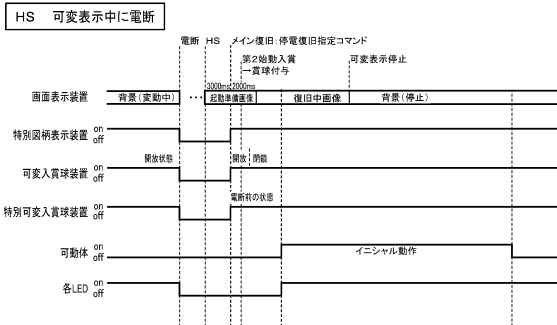 HS 可変表示中に電断
電断 HS メイン復旧:停電復旧指定コマンド
第2始動入賞
→賞球付与
可変表示停止
3000ms 2000ms
画面表示装置 背景(変動中) ・・・ 起動準備画像 復旧中画像 背景(停止)
特別図柄表示装置 on
off
開放状態 開放 閉鎖
可変入賞球装置 on
off
電断前の状態
特別可変入賞球装置 on
off
可動体 on
off
イニシャル動作
各LED on
off